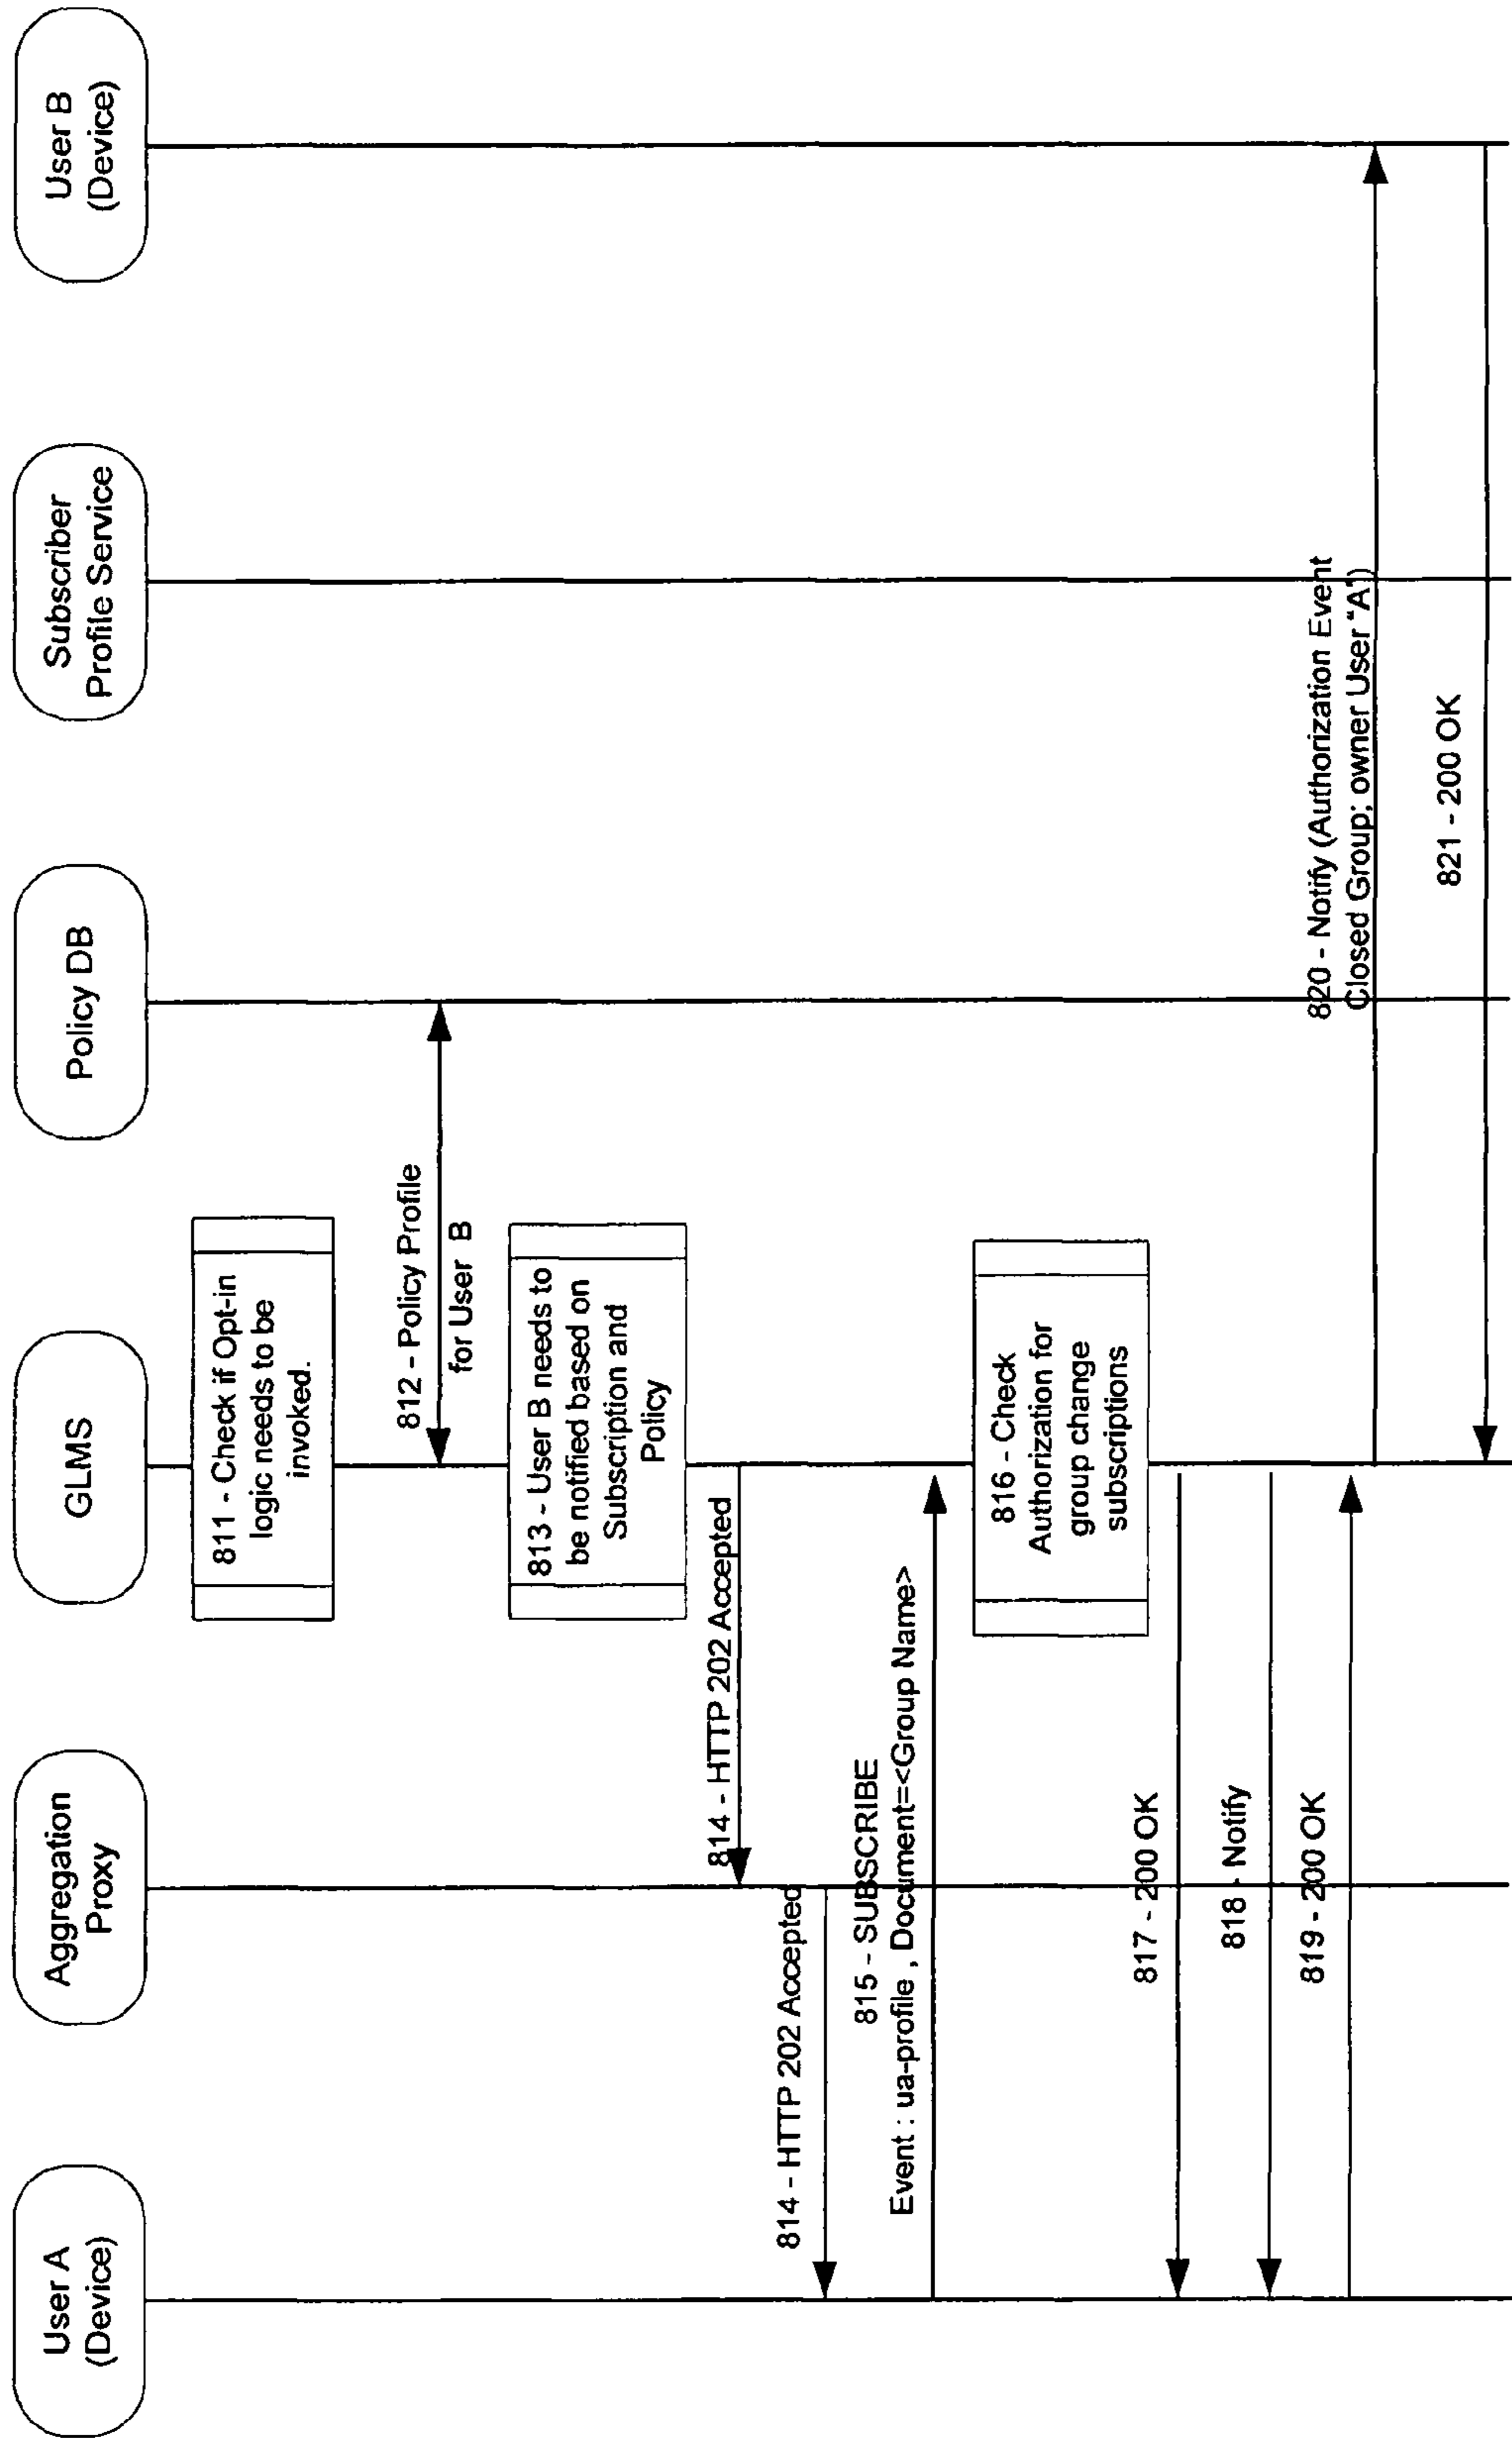 User A
(Device)
Aggregation
Proxy
GLMS
Policy DB
Subscriber
Profile Service
User B
(Device)
811 - Check if Opt-in
logic needs to be
invoked.
812 - Policy Profile
for User B
813 - User B needs to
be notified based on
Subscription and
Policy
814 - HTTP 202 Accepted
814 - HTTP 202 Accepted
815 - SUBSCRIBE
Event : ua-profile , Document=<Group Name>
816 - Check
Authorization for
group change
subscriptions
817 - 200 OK
818 - Notify
819 - 200 OK
820 - Notify (Authorization Event
Closed Group; owner User "A")
821 - 200 OK